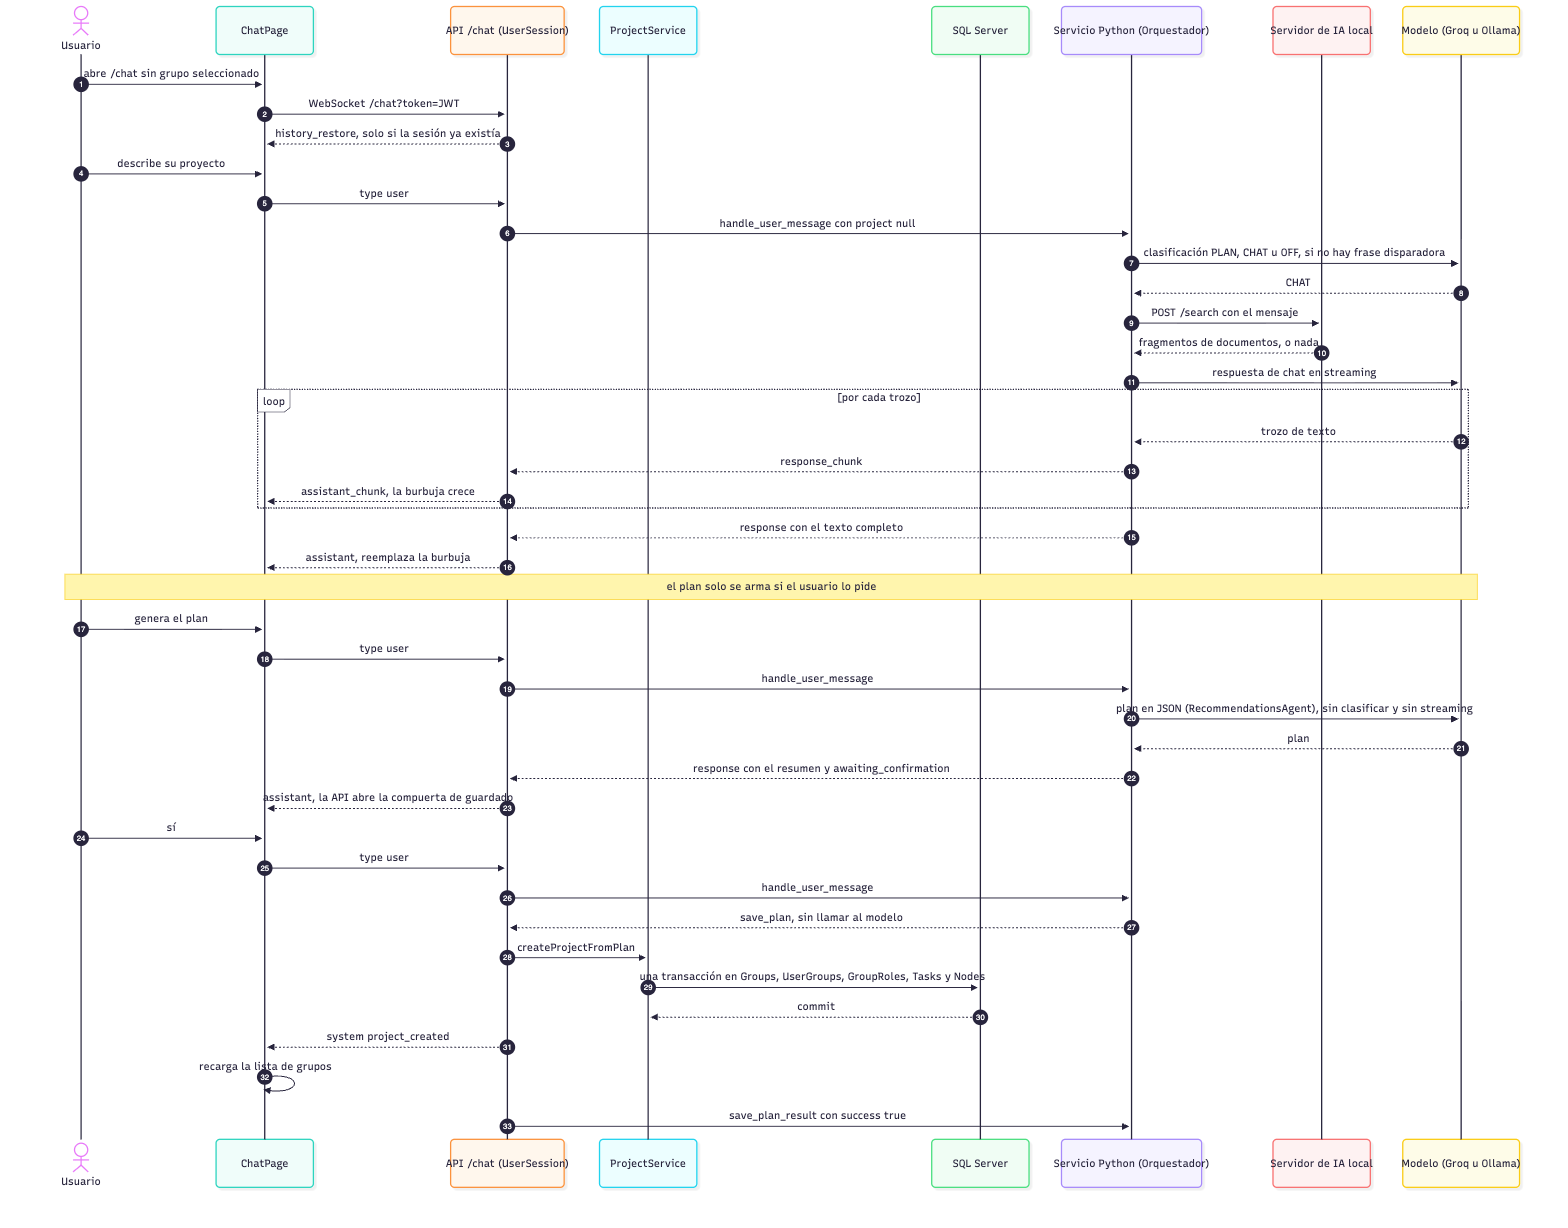 Usuario
ChatPage
API /chat (UserSession)
ProjectService
SQL Server
Servicio Python (Orquestador)
Servidor de IA local
Modelo (Groq u Ollama)
1 abre /chat sin grupo seleccionado
2 WebSocket /chat?token=JWT
3 history_restore, solo si la sesión ya existía
4 describe su proyecto
5 type user
6 handle_user_message con project null
7 clasificación PLAN, CHAT u OFF, si no hay frase disparadora
8 CHAT
9 POST /search con el mensaje
10 fragmentos de documentos, o nada
11 respuesta de chat en streaming
loop [por cada trozo]
12 trozo de texto
13 response_chunk
14 assistant_chunk, la burbuja crece
15 response con el texto completo
16 assistant, reemplaza la burbuja
el plan solo se arma si el usuario lo pide
17 genera el plan
18 type user
19 handle_user_message
20 plan en JSON (RecommendationsAgent), sin clasificar y sin streaming
21 plan
22 response con el resumen y awaiting_confirmation
23 assistant, la API abre la compuerta de guardado
24 sí
25 type user
26 handle_user_message
27 save_plan, sin llamar al modelo
28 createProjectFromPlan
29 una transacción en Groups, UserGroups, GroupRoles, Tasks y Nodes
30 commit
31 system project_created
32 recarga la lista de grupos
33 save_plan_result con success true
Usuario
ChatPage
API /chat (UserSession)
ProjectService
SQL Server
Servicio Python (Orquestador)
Servidor de IA local
Modelo (Groq u Ollama)